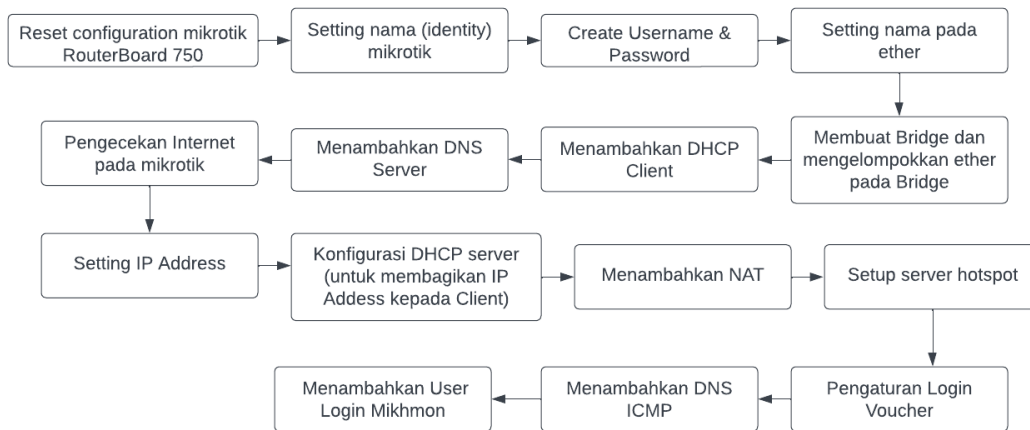 Reset configuration mikrotik
RouterBoard 750
Setting nama (identity)
mikrotik
Create Username &
Password
Setting nama pada
ether
Membuat Bridge dan
mengelompokkan ether
pada Bridge
Menambahkan DHCP
Client
Menambahkan DNS
Server
Pengecekan Internet
pada mikrotik
Setting IP Address
Konfigurasi DHCP server
(untuk membagikan IP
Addess kepada Client)
Menambahkan NAT
Setup server hotspot
Pengaturan Login
Voucher
Menambahkan DNS
ICMP
Menambahkan User
Login Mikhmon